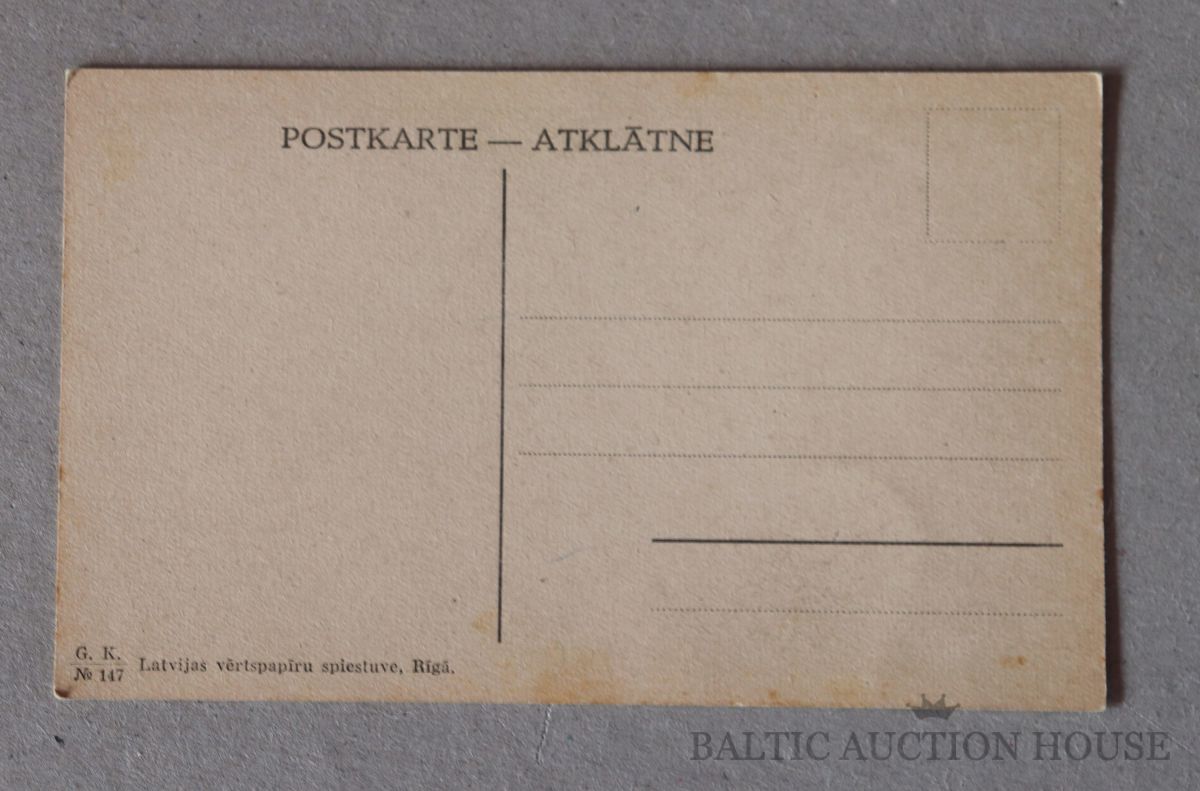 POSTKARTE — ATKLĀTNE
G. K.
№ 147
Latvijas vērtspapīru spiestuve, Rīgā.
BALTIC AUCTION HOUSE